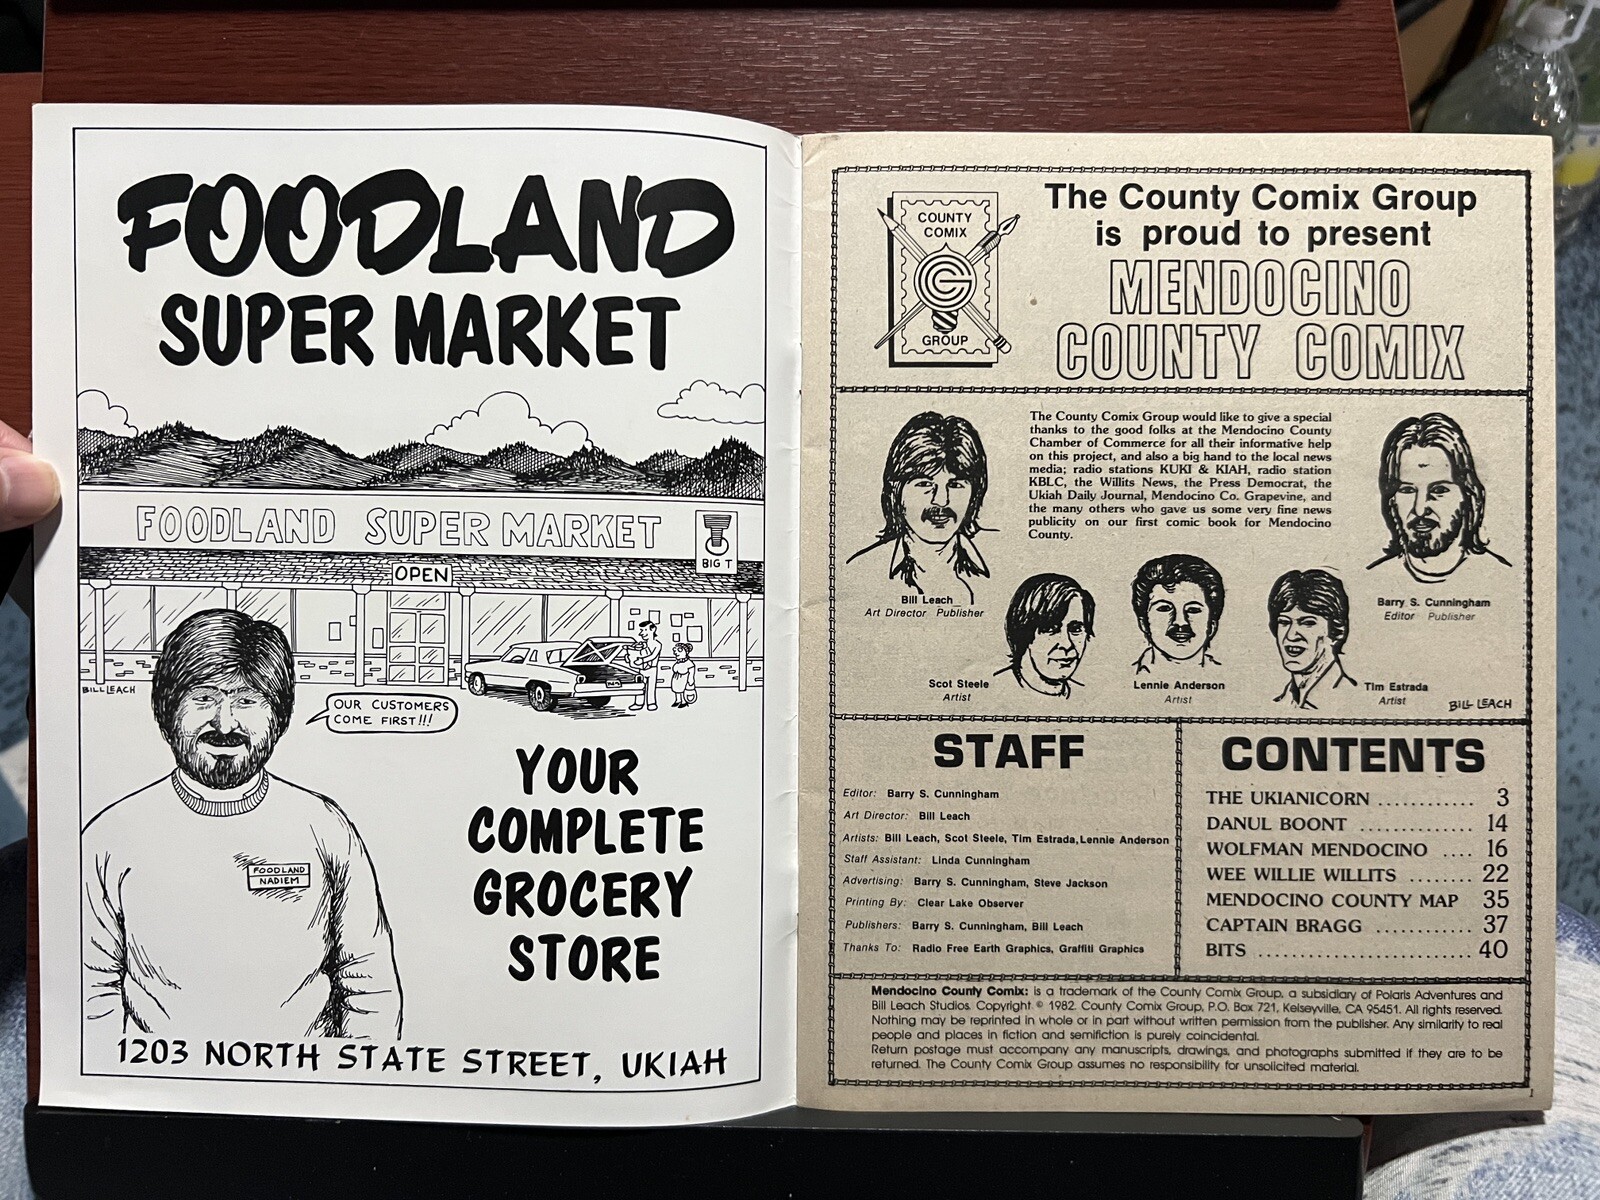 FOODLAND
SUPER MARKET
FOODLAND SUPER MARKET
BIG T
OPEN
BILL LEACH
OUR CUSTOMERS
COME FIRST!!!
FOODLAND
NADIEM
YOUR
COMPLETE
GROCERY
STORE
1203 NORTH STATE STREET, UKIAH
COUNTY
COMIX
GROUP
The County Comix Group
is proud to present
MENDOCINO
COUNTY COMIX
The County Comix Group would like to give a special
thanks to the good folks at the Mendocino County
Chamber of Commerce for all their informative help
on this project, and also a big hand to the local news
media; radio stations KUKI & KIAH, radio station
KBLC, the Willits News, the Press Democrat, the
Ukiah Daily Journal, Mendocino Co. Grapevine, and
the many others who gave us some very fine news
publicity on our first comic book for Mendocino
County.
Bill Leach
Art Director Publisher
Barry S. Cunningham
Editor Publisher
Scot Steele
Artist
Lennie Anderson
Artist
Tim Estrada
Artist
BILL LEACH
STAFF
Editor: Barry S. Cunningham
Art Director: Bill Leach
Artists: Bill Leach, Scot Steele, Tim Estrada, Lennie Anderson
Staff Assistant: Linda Cunningham
Advertising: Barry S. Cunningham, Steve Jackson
Printing By: Clear Lake Observer
Publishers: Barry S. Cunningham, Bill Leach
Thanks To: Radio Free Earth Graphics, Graffiti Graphics
CONTENTS
THE UKIANICORN ............ 3
DANUL BOONT .............. 14
WOLFMAN MENDOCINO .... 16
WEE WILLIE WILLITS ........ 22
MENDOCINO COUNTY MAP 35
CAPTAIN BRAGG ............ 37
BITS .......................... 40
Mendocino County Comix: is a trademark of the County Comix Group, a subsidiary of Polaris Adventures and
Bill Leach Studios. Copyright © 1982. County Comix Group, P.O. Box 721, Kelseyville, CA 95451. All rights reserved.
Nothing may be reprinted in whole or in part without written permission from the publisher. Any similarity to real
people and places in fiction and semifiction is purely coincidental.
Return postage must accompany any manuscripts, drawings, and photographs submitted if they are to be
returned. The County Comix Group assumes no responsibility for unsolicited material.
1